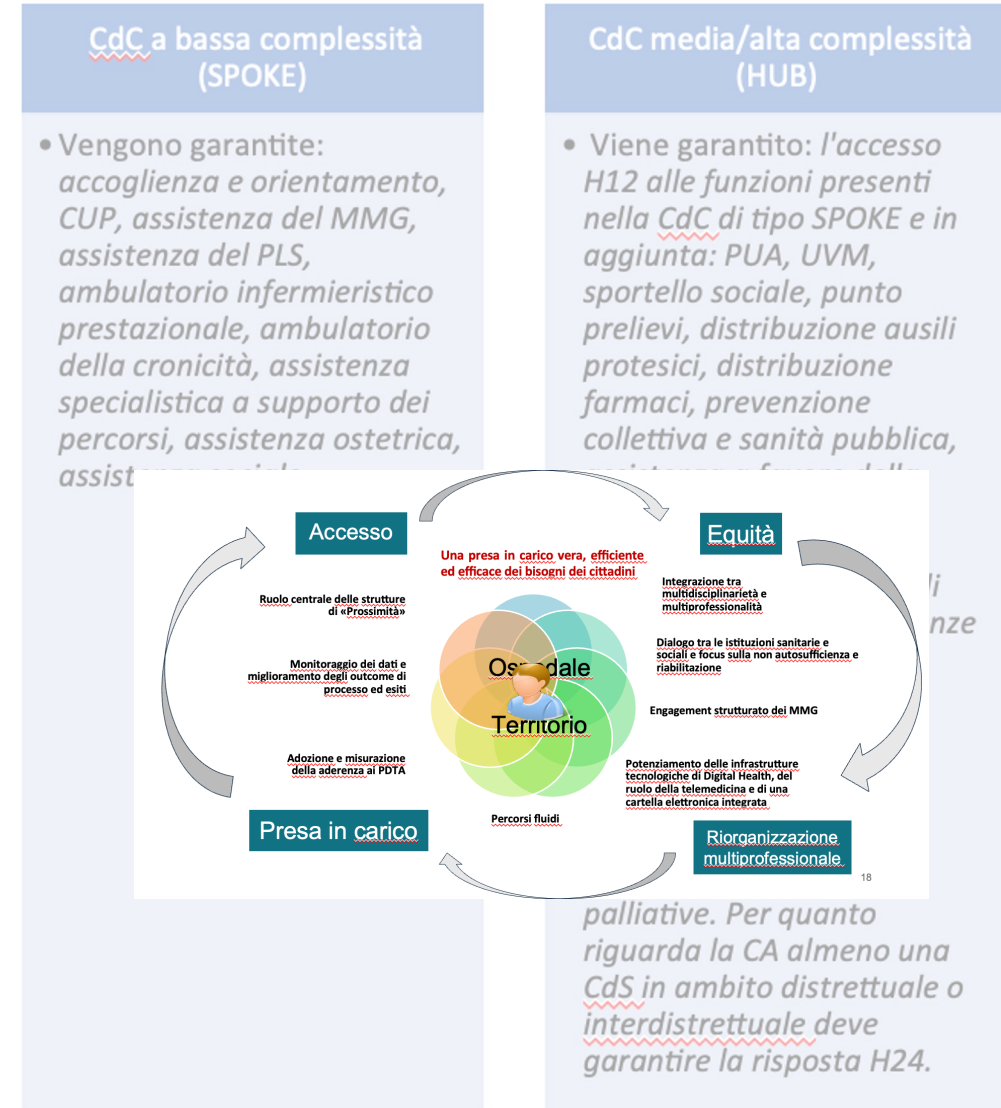 CdC a bassa complessità
(SPOKE)
• Vengono garantite:
accoglienza e orientamento,
CUP, assistenza del MMG,
assistenza del PLS,
ambulatorio infermieristico
prestazionale, ambulatorio
della cronicità, assistenza
specialistica a supporto dei
percorsi, assistenza ostetrica,
CdC media/alta complessità
(HUB)
• Viene garantito: l'accesso
H12 alle funzioni presenti
nella CdC di tipo SPOKE e in
aggiunta: PUA, UVM,
sportello sociale, punto
prelievi, distribuzione ausili
protesici, distribuzione
farmaci, prevenzione
collettiva e sanità pubblica,
palliative. Per quanto
riguarda la CA almeno una
CdS in ambito distrettuale o
interdistrettuale deve
garantire la risposta H24.
Accesso
Equità
Una presa in carico vera, efficiente
ed efficace dei bisogni dei cittadini
Ruolo centrale delle strutture
di «Prossimità»
Monitoraggio dei dati e
miglioramento degli outcome di
processo ed esiti
Adozione e misurazione
della aderenza ai PDTA
Ospedale
Territorio
Integrazione tra
multidisciplinarietà e
multiprofessionalità
Dialogo tra le istituzioni sanitarie e
sociali e focus sulla non autosufficienza e
riabilitazione
Engagement strutturato dei MMG
Potenziamento delle infrastrutture
tecnologiche di Digital Health, del
ruolo della telemedicina e di una
cartella elettronica integrata
Percorsi fluidi
Presa in carico
Riorganizzazione
multiprofessionale
18